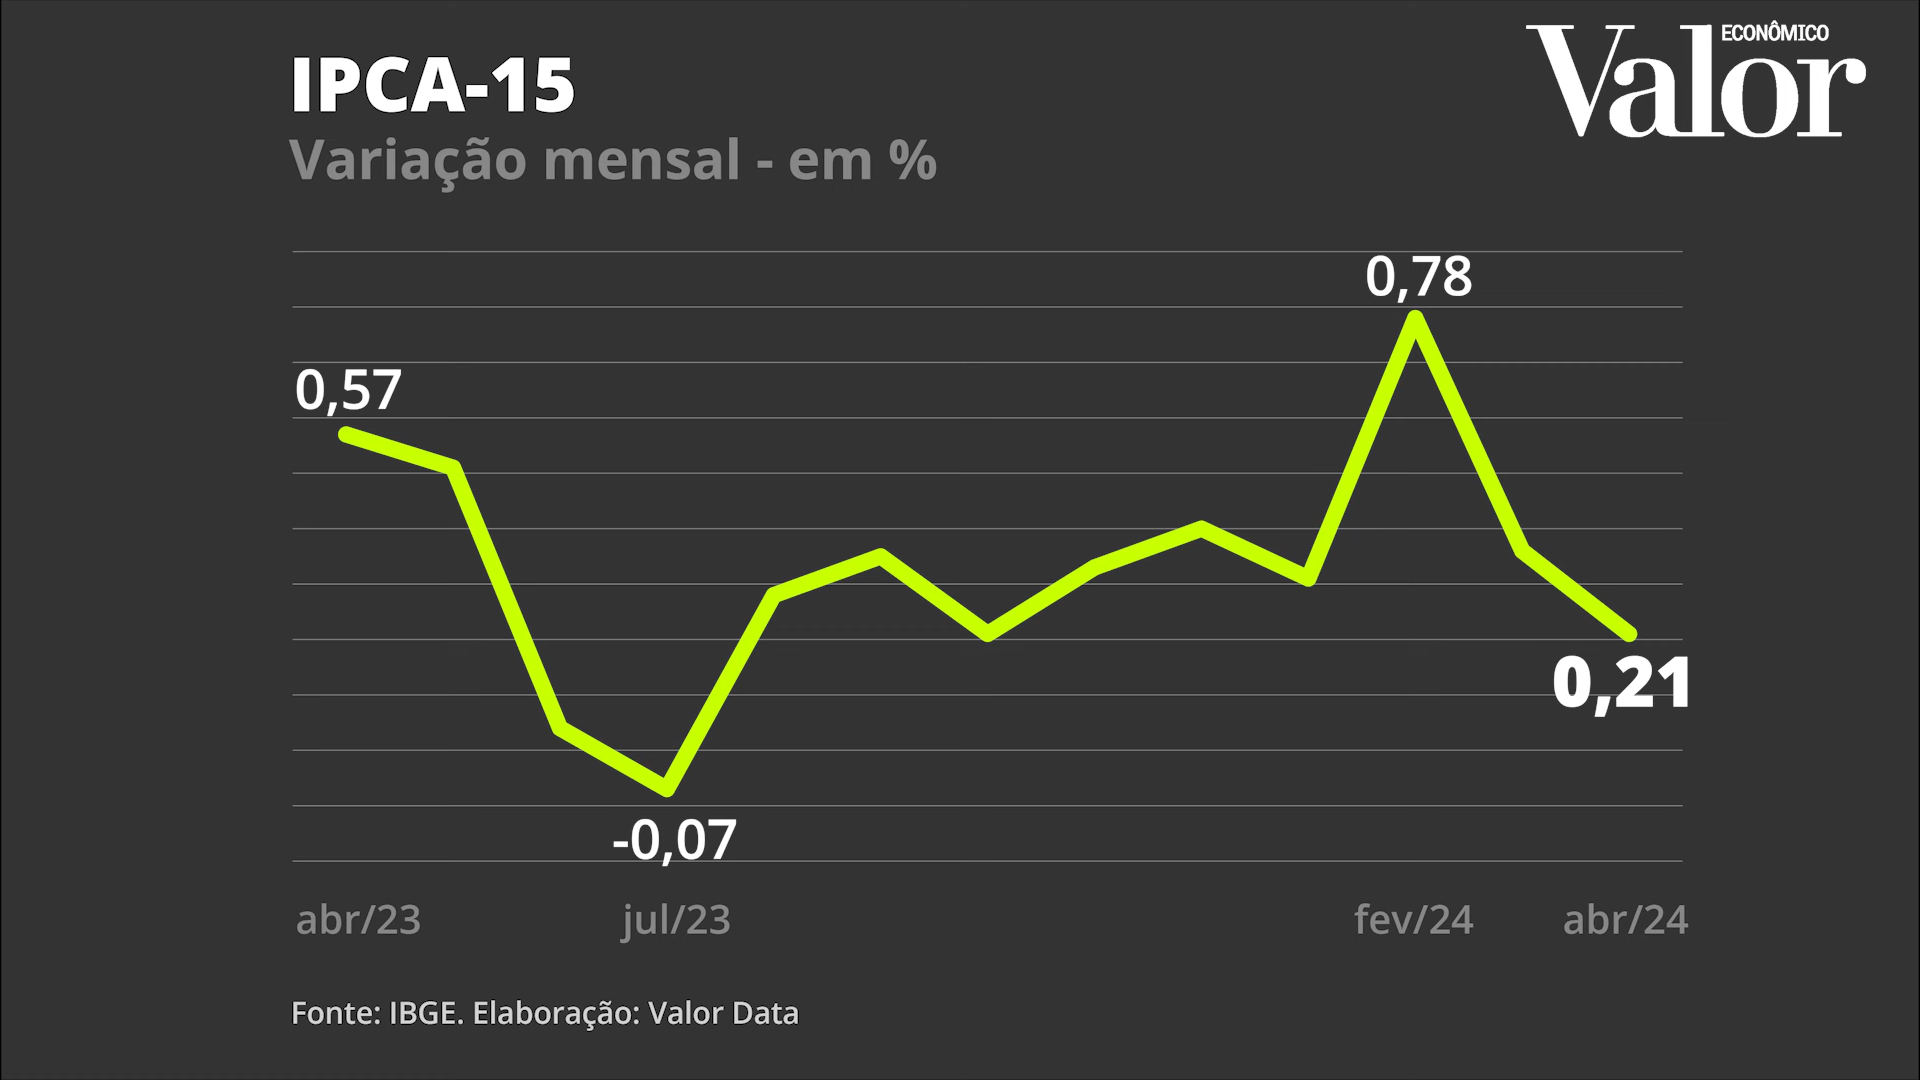 IPCA-15
Variação mensal - em %
ECONÔMICO
Valor
0,78
0,57
0,21
-0,07
abr/23 jul/23 fev/24 abr/24
Fonte: IBGE. Elaboração: Valor Data